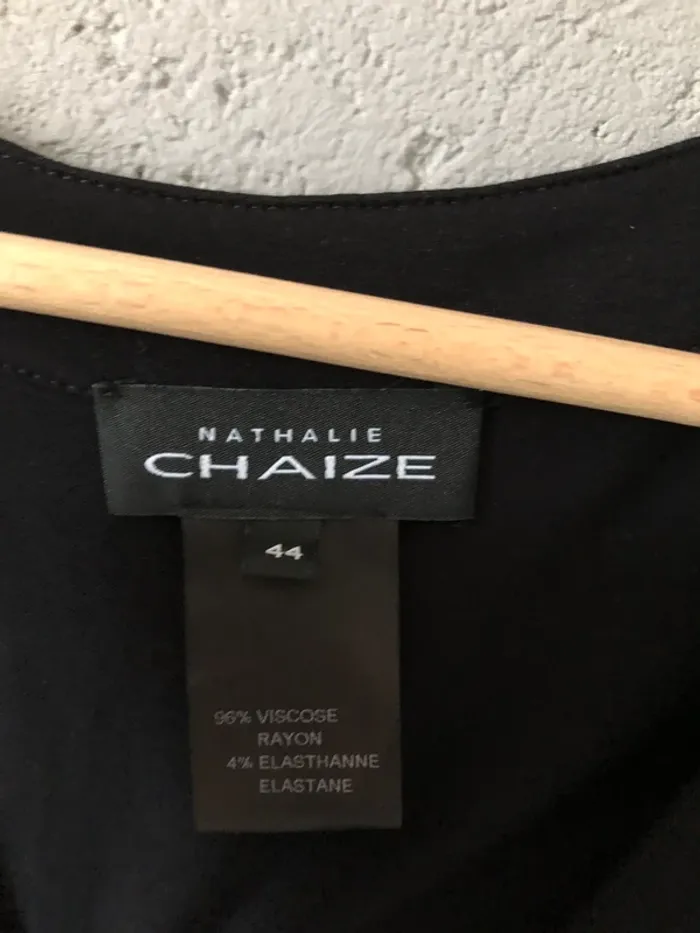 NATHALIE
CHAIZE
44
96% VISCOSE
RAYON
4% ELASTHANNE
ELASTANE